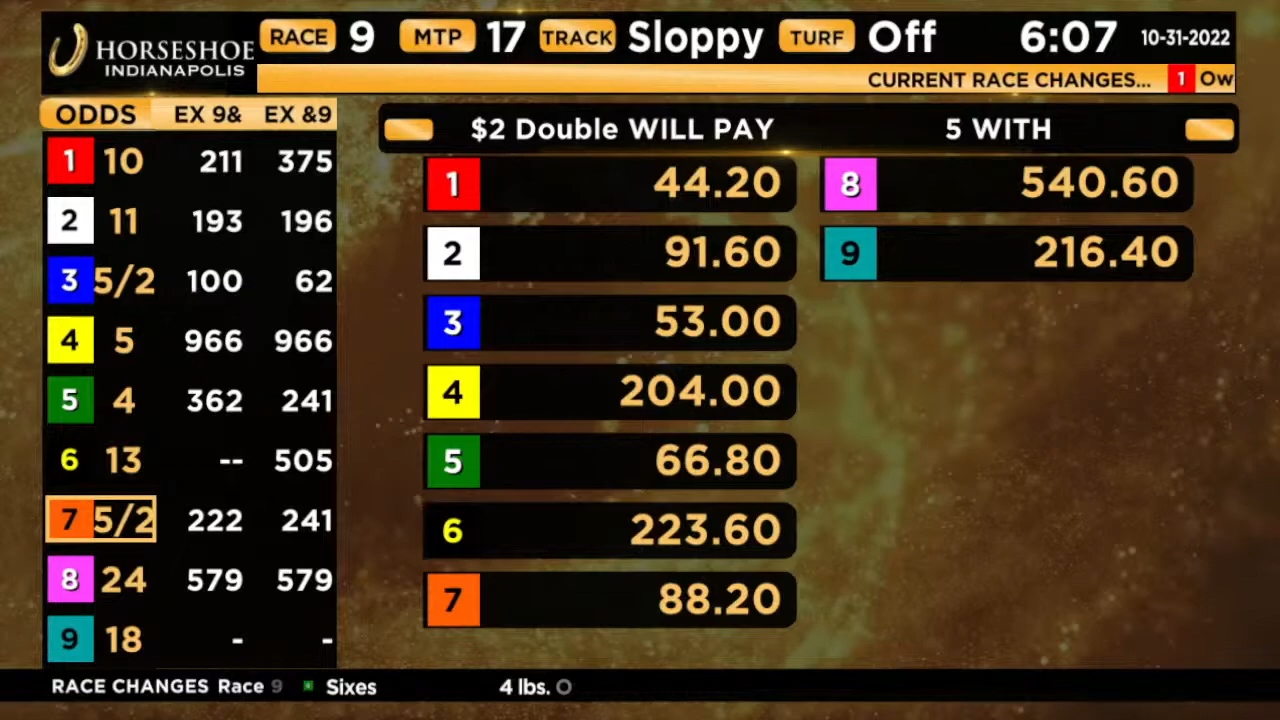 HORSESHOE
INDIANAPOLIS
RACE 9 MTP 17 TRACK Sloppy TURF Off 6:07 10-31-2022
CURRENT RACE CHANGES... 1 Ow
ODDS EX 9& EX &9
1 10 211 375
2 11 193 196
3 5/2 100 62
4 5 966 966
5 4 362 241
6 13 -- 505
7 5/2 222 241
8 24 579 579
9 18 - -
$2 Double WILL PAY 5 WITH
1 44.20
2 91.60
3 53.00
4 204.00
5 66.80
6 223.60
7 88.20
8 540.60
9 216.40
RACE CHANGES Race 9 Sixes 4 lbs. O